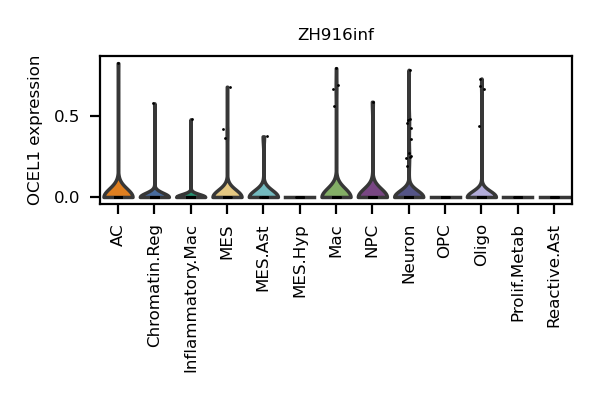 ZH916inf
OCEL1 expression
0.5
0.0
AC
Chromatin.Reg
Inflammatory.Mac
MES
MES.Ast
MES.Hyp
Mac
NPC
Neuron
OPC
Oligo
Prolif.Metab
Reactive.Ast